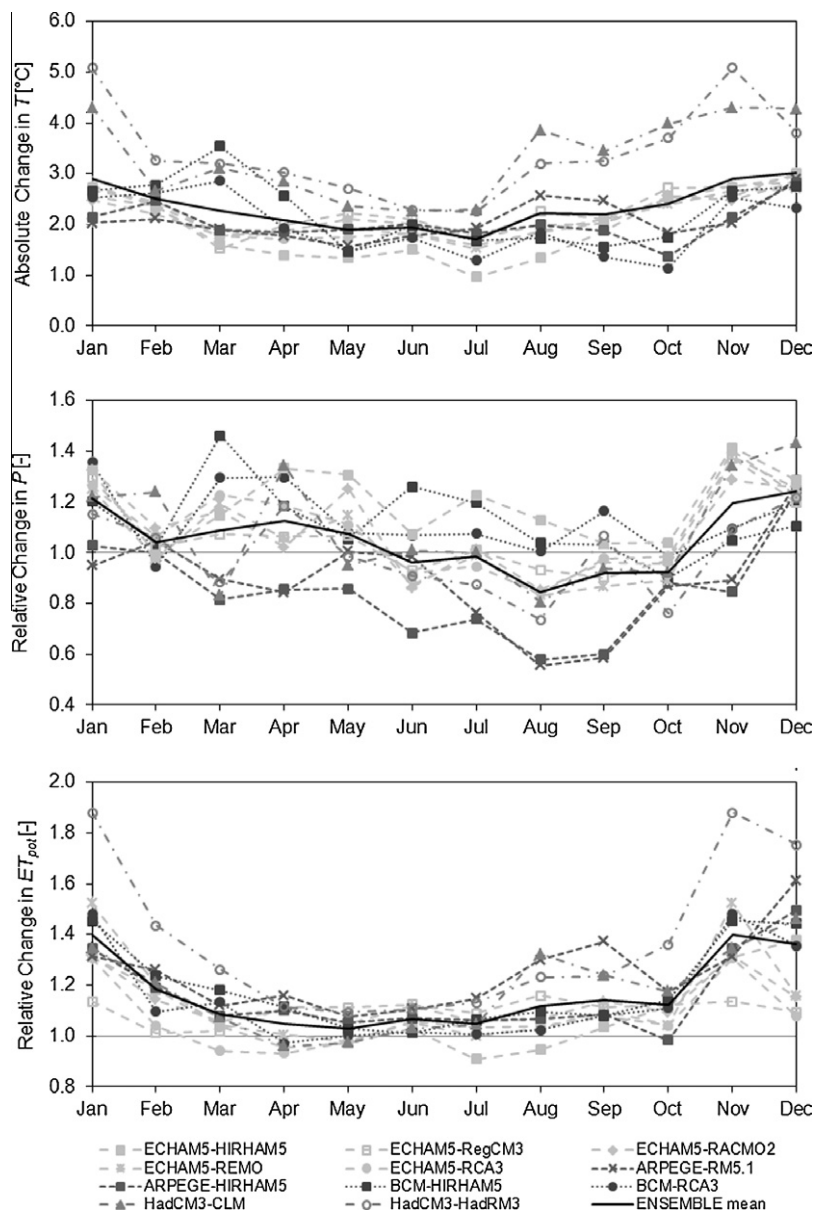 Absolute Change in T [°C]
6.0
5.0
4.0
3.0
2.0
1.0
0.0
Jan Feb Mar Apr May Jun Jul Aug Sep Oct Nov Dec
Relative Change in P [-]
1.6
1.4
1.2
1.0
0.8
0.6
0.4
Jan Feb Mar Apr May Jun Jul Aug Sep Oct Nov Dec
Relative Change in ETpot [-]
2.0
1.8
1.6
1.4
1.2
1.0
0.8
Jan Feb Mar Apr May Jun Jul Aug Sep Oct Nov Dec
ECHAM5-HIRHAM5 ECHAM5-RegCM3 ECHAM5-RACMO2
ECHAM5-REMO ECHAM5-RCA3 ARPEGE-RM5.1
ARPEGE-HIRHAM5 BCM-HIRHAM5 BCM-RCA3
HadCM3-CLM HadCM3-HadRM3 ENSEMBLE mean